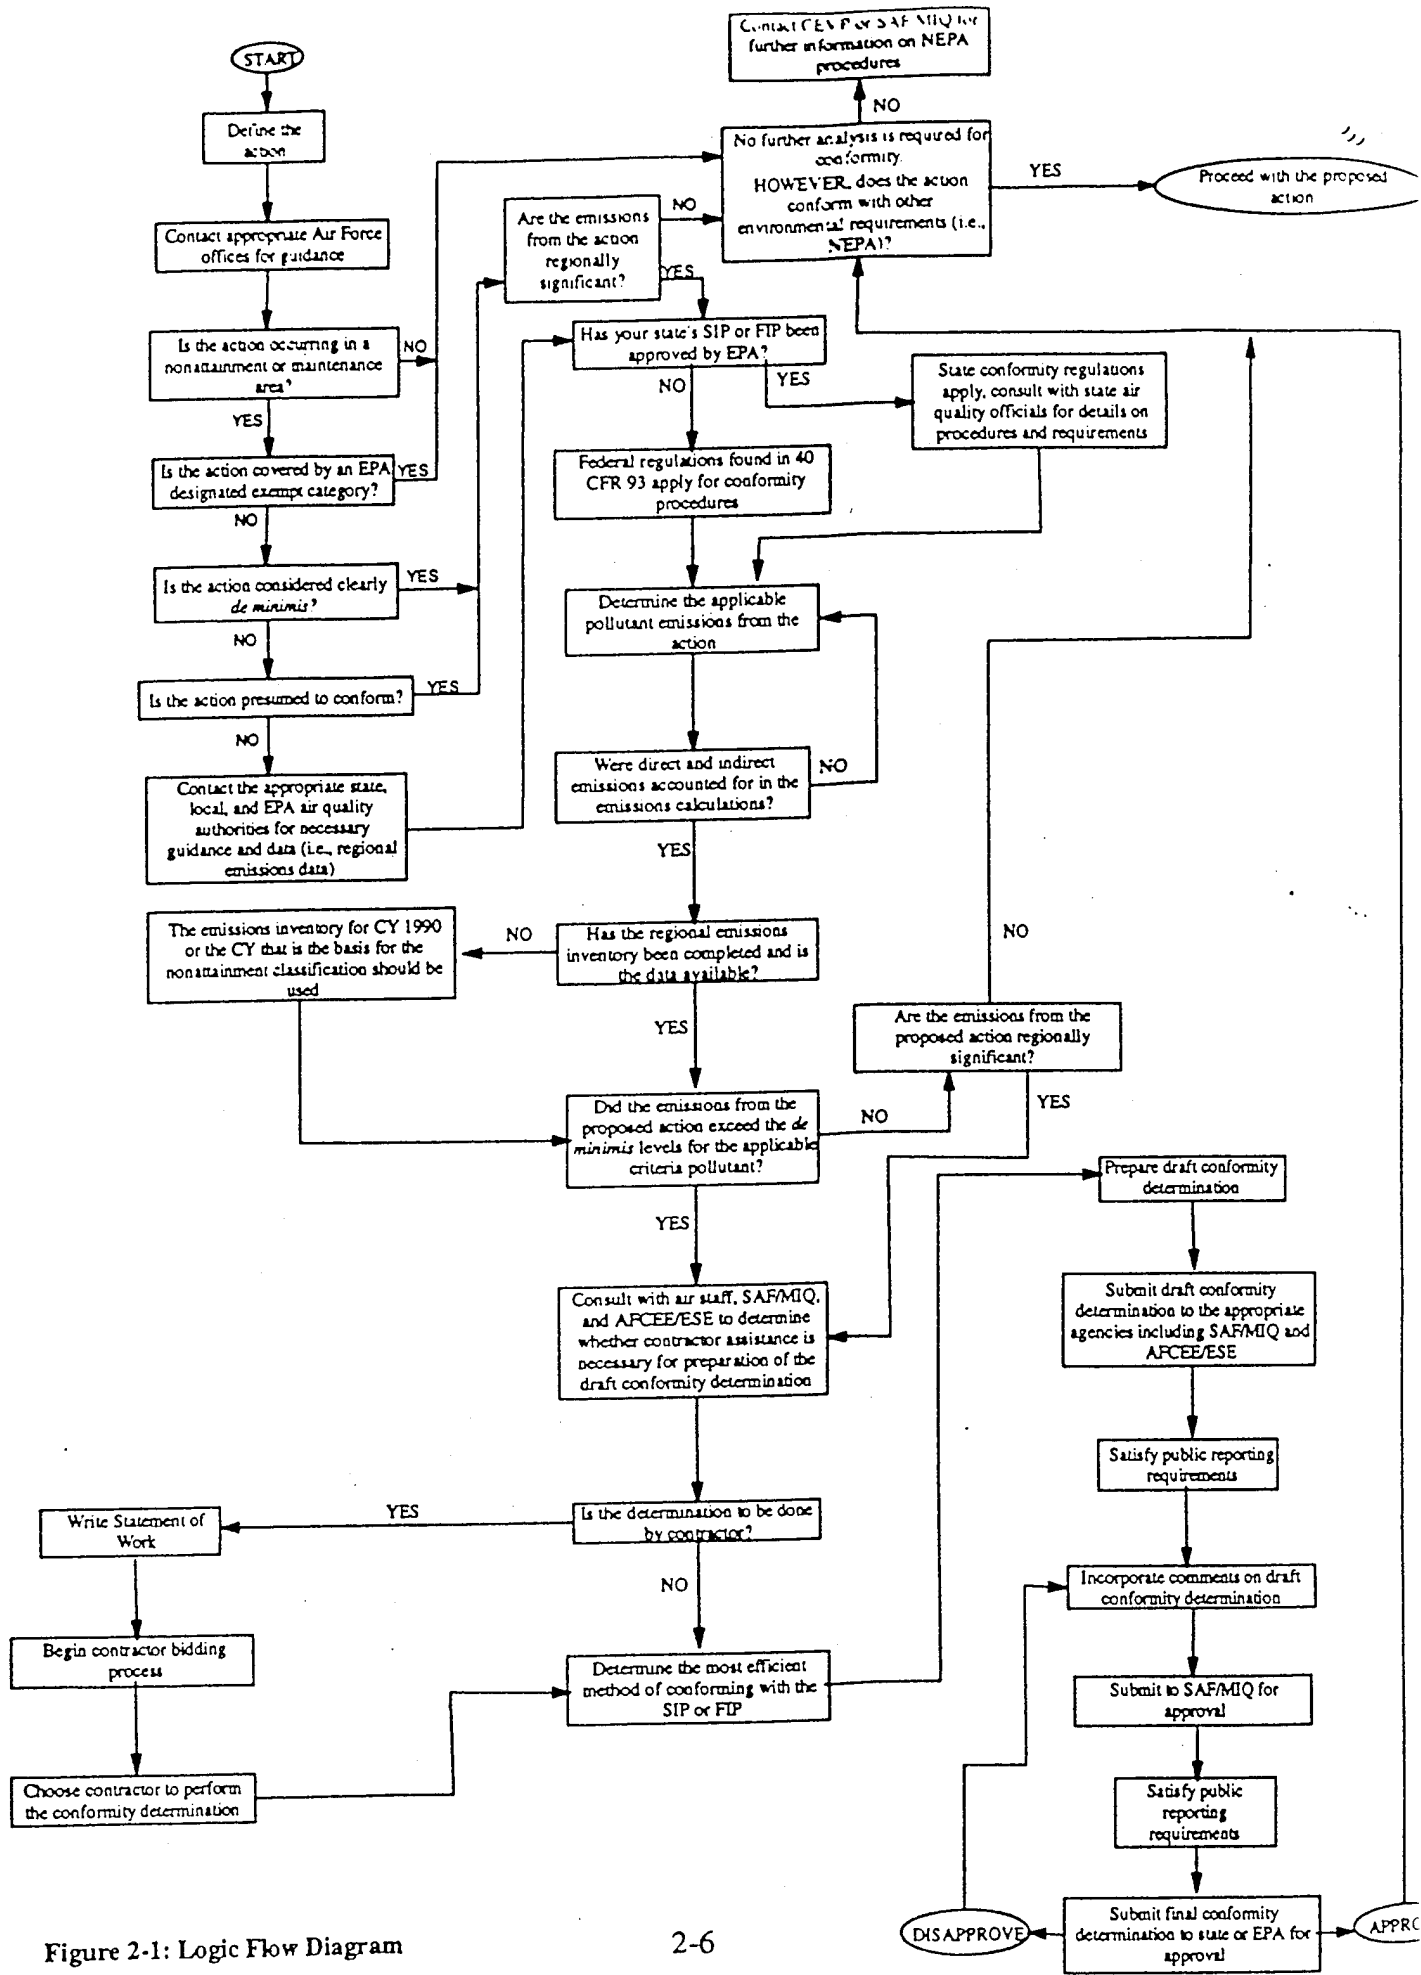 START
Define the
action
Contact appropriate Air Force
offices for guidance
Is the action occurring in a
nonattainment or maintenance
area?
NO
YES
Is the action covered by an EPA
designated exempt category?
YES
NO
Is the action considered clearly
de minimis?
YES
NO
Is the action presumed to conform?
YES
NO
Contact the appropriate state,
local, and EPA air quality
authorities for necessary
guidance and data (i.e., regional
emissions data)
Contact CEVP or SAF/MIQ for
further information on NEPA
procedures
NO
No further analysis is required for
conformity.
HOWEVER, does the action
conform with other
environmental requirements (i.e.,
NEPA)?
YES
Proceed with the proposed
action
Are the emissions
from the action
regionally
significant?
NO
YES
Has your state's SIP or FIP been
approved by EPA?
NO
YES
State conformity regulations
apply, consult with state air
quality officials for details on
procedures and requirements
Federal regulations found in 40
CFR 93 apply for conformity
procedures
Determine the applicable
pollutant emissions from the
action
Were direct and indirect
emissions accounted for in the
emissions calculations?
NO
YES
Has the regional emissions
inventory been completed and is
the data available?
NO
The emissions inventory for CY 1990
or the CY that is the basis for the
nonattainment classification should be
used
YES
Did the emissions from the
proposed action exceed the de
minimis levels for the applicable
criteria pollutant?
NO
Are the emissions from the
proposed action regionally
significant?
NO
YES
YES
Consult with air staff, SAF/MIQ,
and AFCEE/ESE to determine
whether contractor assistance is
necessary for preparation of the
draft conformity determination
Is the determination to be done
by contractor?
YES
Write Statement of
Work
Begin contractor bidding
process
Choose contractor to perform
the conformity determination
NO
Determine the most efficient
method of conforming with the
SIP or FIP
Prepare draft conformity
determination
Submit draft conformity
determination to the appropriate
agencies including SAF/MIQ and
AFCEE/ESE
Satisfy public reporting
requirements
Incorporate comments on draft
conformity determination
Submit to SAF/MIQ for
approval
Satisfy public
reporting
requirements
Submit final conformity
determination to state or EPA for
approval
DISAPPROVE
APPRO
Figure 2-1: Logic Flow Diagram
2-6